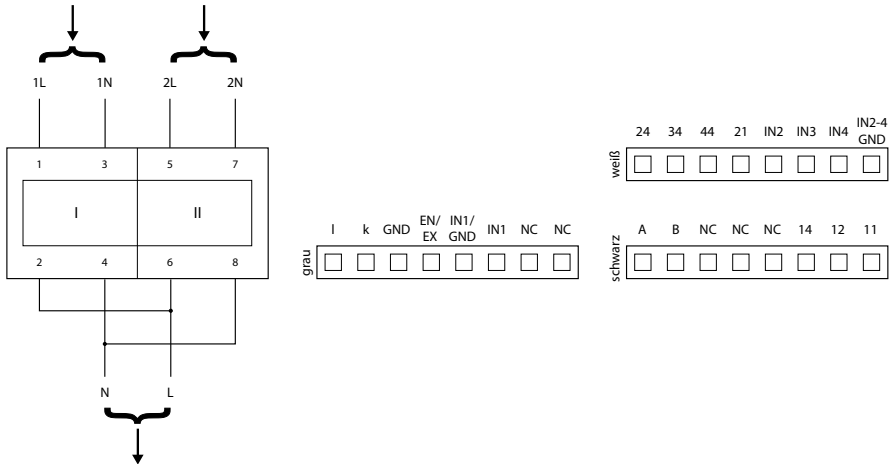 1L 1N 2L 2N
1 3 5 7
I II
2 4 6 8
N L
grau
l k GND EN/ EX IN1/ GND IN1 NC NC
weiß
24 34 44 21 IN2 IN3 IN4 IN2-4 GND
schwarz
A B NC NC NC 14 12 11